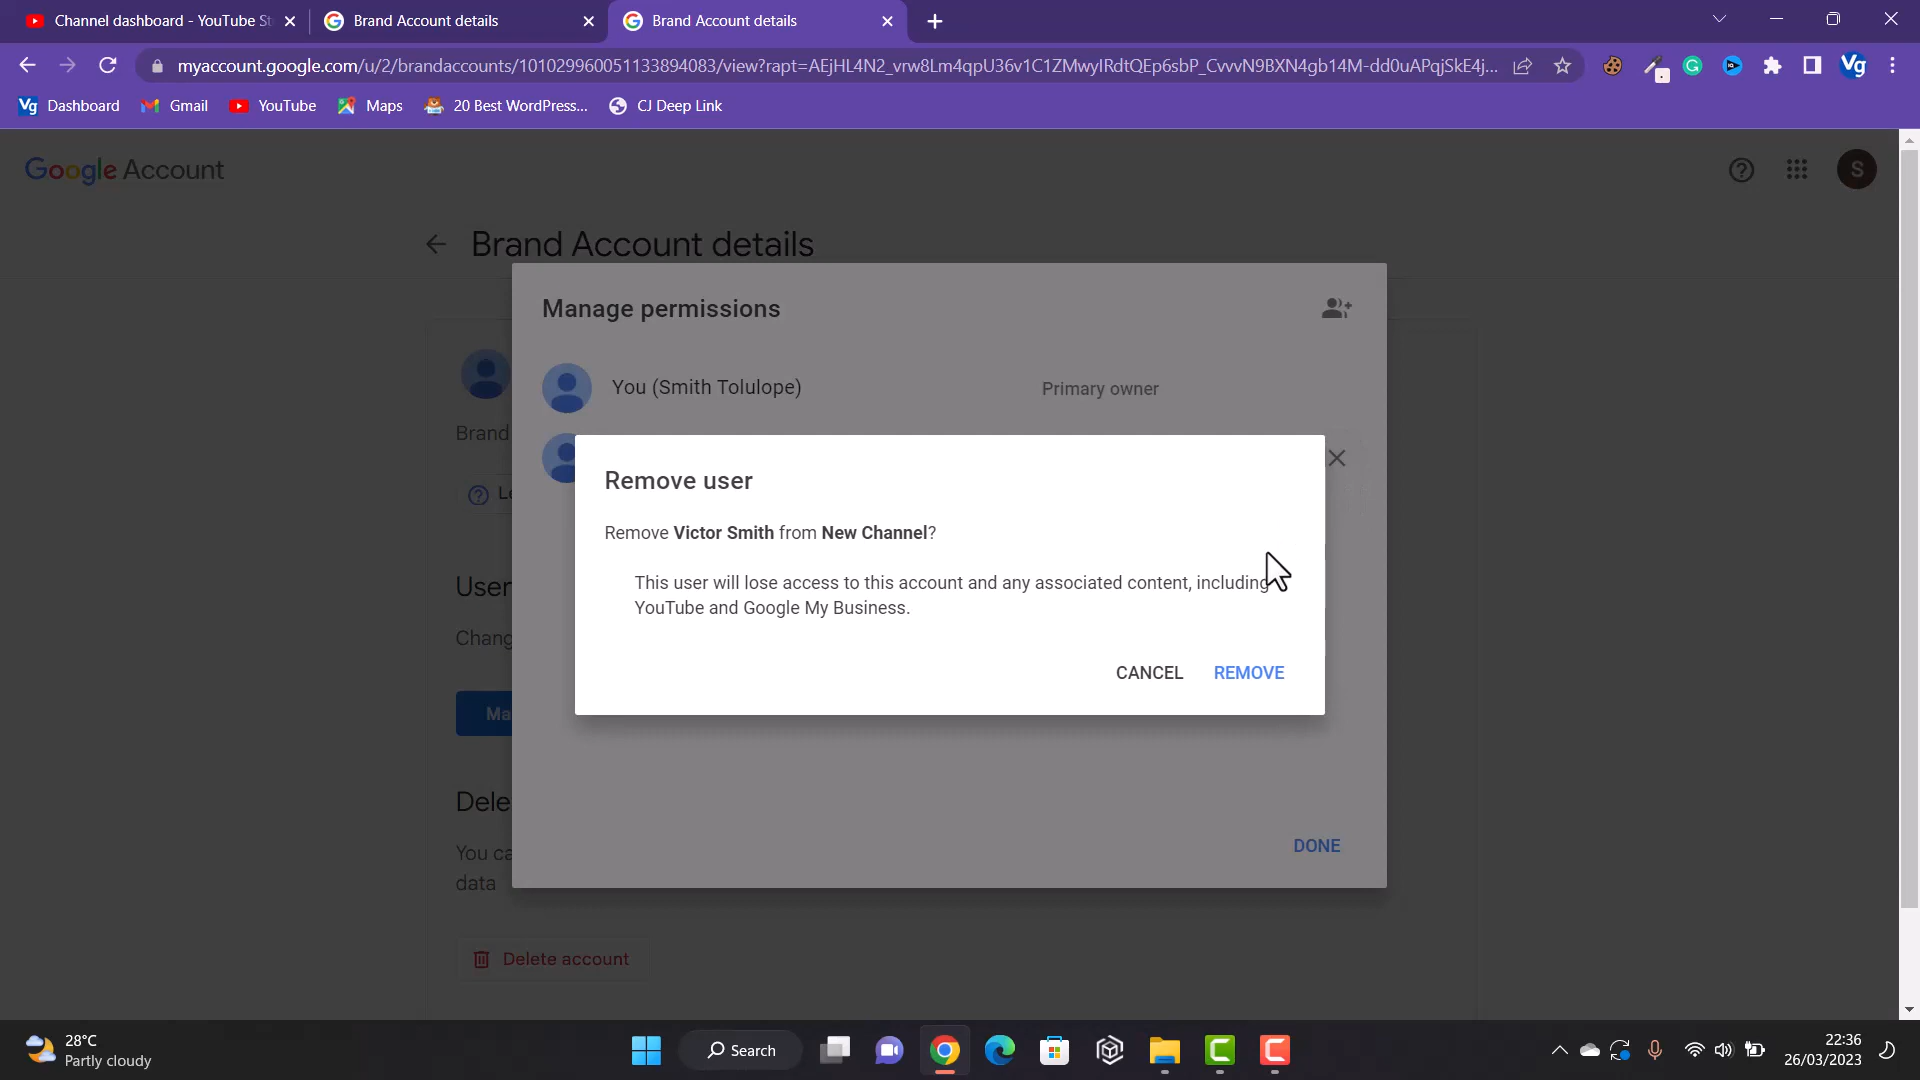 Channel dashboard - YouTube St
Brand Account details
Brand Account details
myaccount.google.com/u/2/brandaccounts/101029960051133894083/view?rapt=AEjHL4N2_vrw8Lm4qpU36v1C1ZMwyIRdtQEp6sbP_CvvvN9BXN4gb14M-dd0uAPqjSkE4j...
Vg
Vg Dashboard Gmail YouTube Maps 20 Best WordPress... CJ Deep Link
Google Account
S
Brand Account details
Manage permissions
You (Smith Tolulope) Primary owner
Brand
Remove user
Le
Remove Victor Smith from New Channel?
This user will lose access to this account and any associated content, including
YouTube and Google My Business.
User
Chang
CANCEL REMOVE
Ma
Dele
DONE
You ca
data
Delete account
28°C
Partly cloudy
Search
22:36
26/03/2023